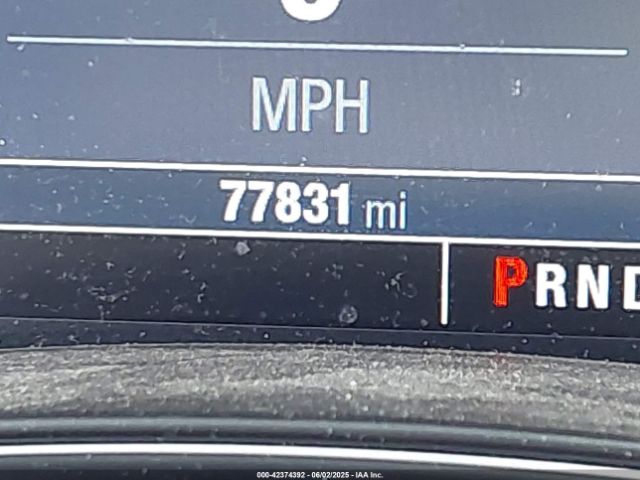 MPH
77831 mi
PRND
000-42374392 - 06/02/2025 - IAA Inc.